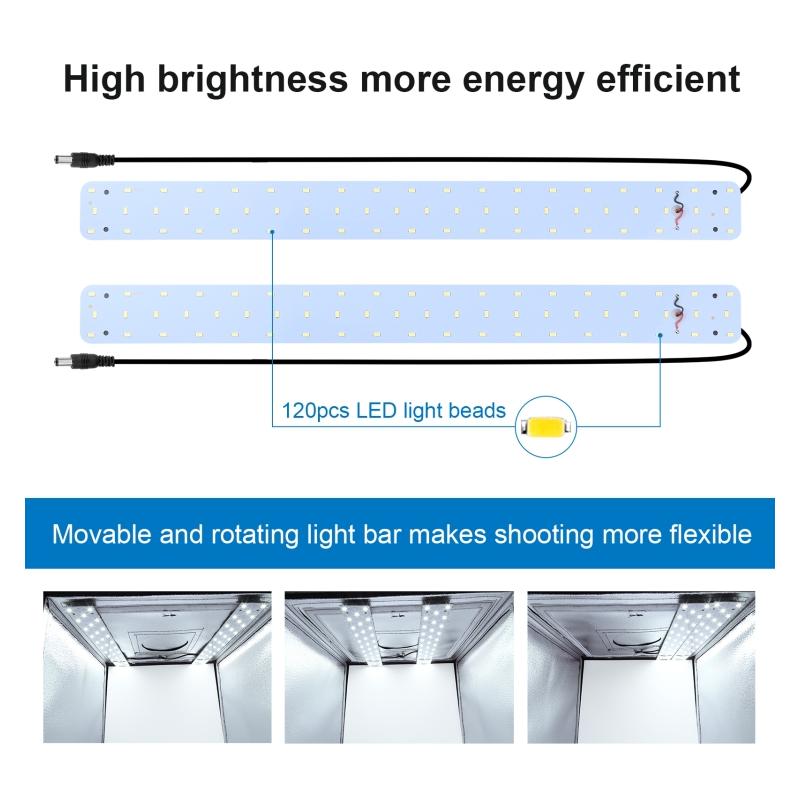 High brightness more energy efficient
120pcs LED light beads
Movable and rotating light bar makes shooting more flexible